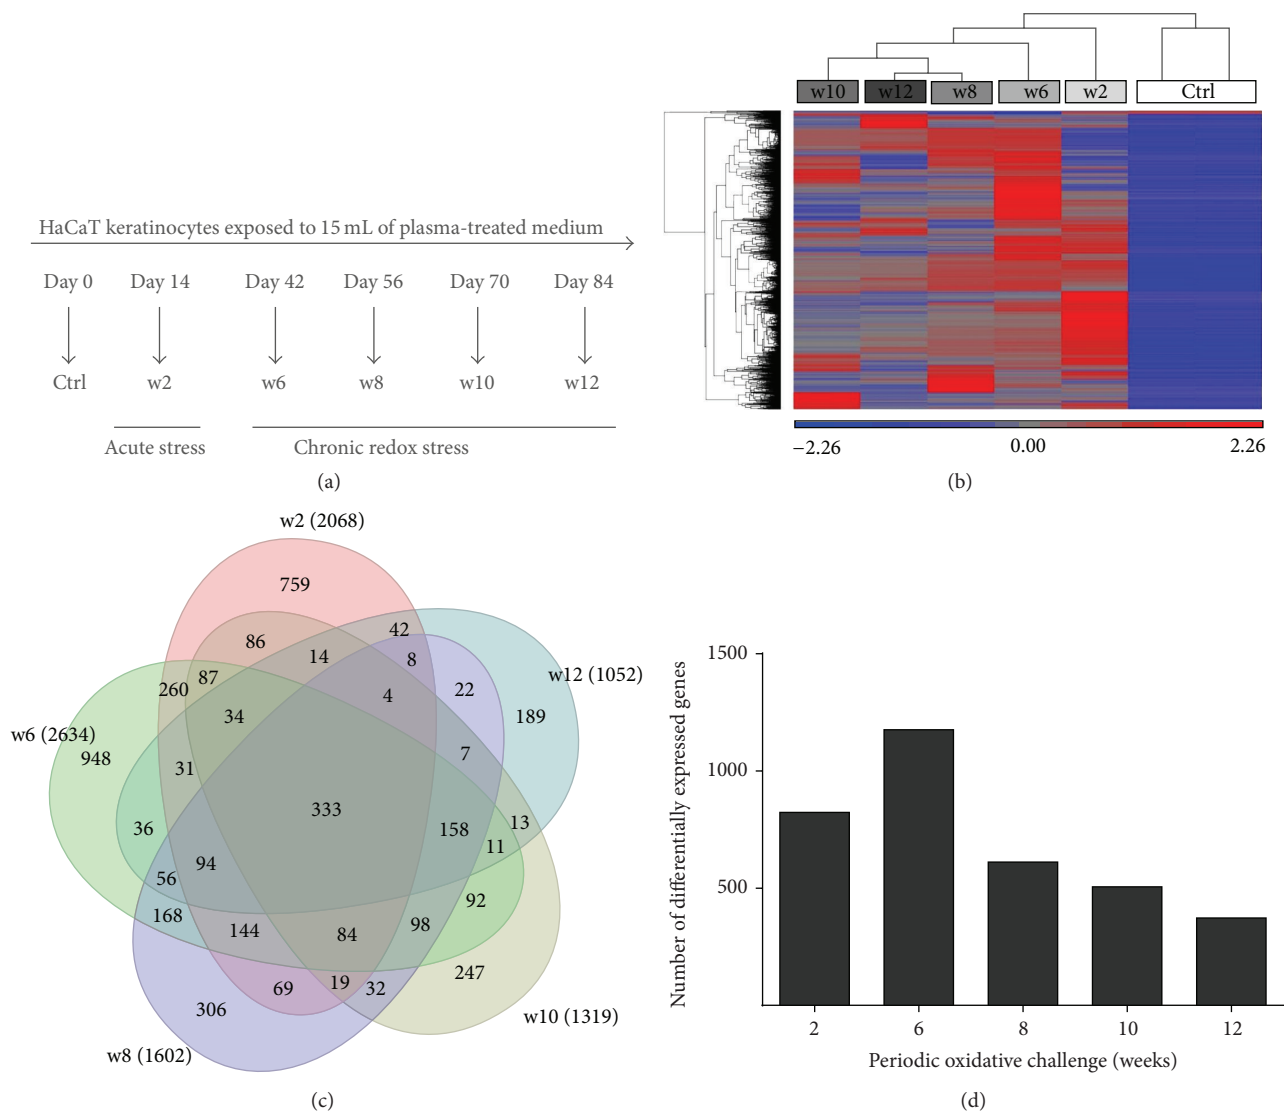 HaCaT keratinocytes exposed to 15 mL of plasma-treated medium
Day 0 Day 14 Day 42 Day 56 Day 70 Day 84
Ctrl w2 w6 w8 w10 w12
Acute stress Chronic redox stress
(a)
w10 w12 w8 w6 w2 Ctrl
−2.26 0.00 2.26
(b)
w2 (2068)
759
42
86
14
8
w12 (1052)
87
260
4
22
34
189
w6 (2634)
948
7
31
333
13
36
158
11
94
56
92
168
144
84
98
247
69
19
32
306
w10 (1319)
w8 (1602)
(c)
Number of differentially expressed genes
1500
1000
500
2 6 8 10 12
Periodic oxidative challenge (weeks)
(d)